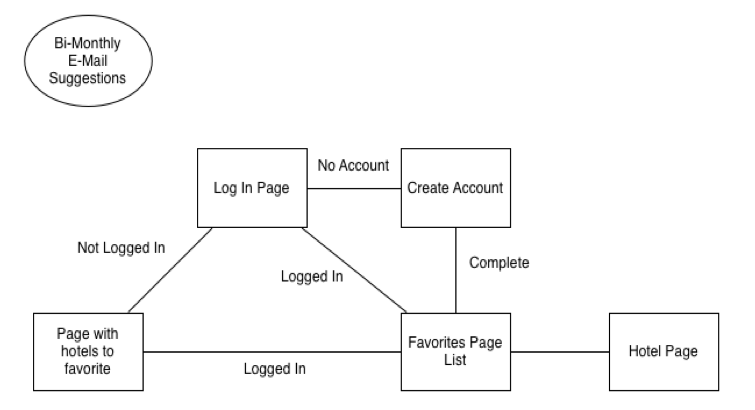 Bi-Monthly
E-Mail
Suggestions
No Account
Log In Page
Create Account
Not Logged In
Logged In
Complete
Page with
hotels to
favorite
Favorites Page
List
Hotel Page
Logged In